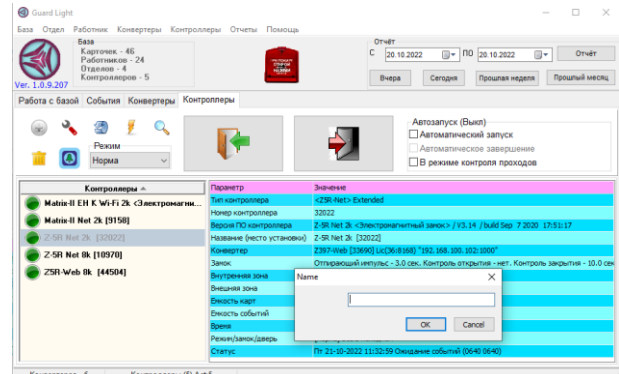 Guard Light
База Отдел Работник Конвертеры Контроллеры Отчеты Помощь
Ver. 1.0.9.207
База
Карточек - 46
Работников - 24
Отделов - 4
Контроллеров - 5
Отчёт
С 20.10.2022 ПО 20.10.2022 Отчёт
Вчера Сегодня Прошлая неделя Прошлый месяц
Работа с базой События Конвертеры Контроллеры
Режим
Норма
Автозапуск (Выкл)
Автоматический запуск
Автоматическое завершение
В режиме контроля проходов
Контроллеры
Matrix-II EH K Wi-Fi 2k <Электромагни...
Matrix-II Net 2k [9158]
Z-5R Net 2k [32022]
Z-5R Net 8k [10970]
Z5R-Web 8k [44504]
Параметр Значение
Тип контроллера <Z5R-Net> Extended
Номер контроллера 32022
Версия ПО контроллера Z-5R Net 2k <Электромагнитный замок> / V3.14 /build Sep 7 2020 17:51:17
Название (место установки) Z-5R Net 2k [32022]
Конвертер Z397-Web [33690] Lic(36:8168) "192.168.100.102:1000"
Замок Отпирающий импульс - 3.0 сек, Контроль открытия - нет. Контроль закрытия - 10.0 сек
Внутренняя зона
Внешняя зона
Емкость карт
Емкость событий
Время
Режим/замок/дверь
Статус Пт 21-10-2022 11:32:59 Ожидание событий (0640 0640)
Name
OK Cancel